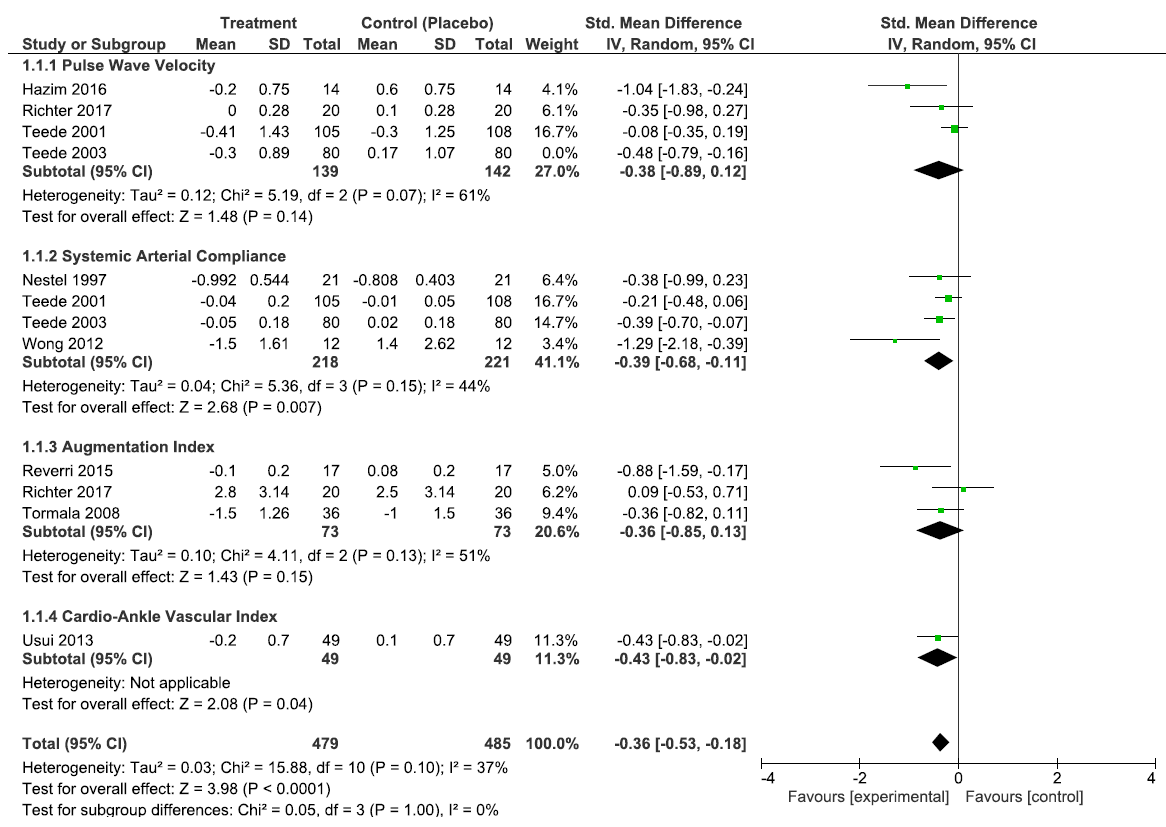 Treatment Control (Placebo) Std. Mean Difference Std. Mean Difference
Study or Subgroup Mean SD Total Mean SD Total Weight IV, Random, 95% CI IV, Random, 95% CI
1.1.1 Pulse Wave Velocity
Hazim 2016 -0.2 0.75 14 0.6 0.75 14 4.1% -1.04 [-1.83, -0.24]
Richter 2017 0 0.28 20 0.1 0.28 20 6.1% -0.35 [-0.98, 0.27]
Teede 2001 -0.41 1.43 105 -0.3 1.25 108 16.7% -0.08 [-0.35, 0.19]
Teede 2003 -0.3 0.89 80 0.17 1.07 80 0.0% -0.48 [-0.79, -0.16]
Subtotal (95% CI) 139 142 27.0% -0.38 [-0.89, 0.12]
Heterogeneity: Tau² = 0.12; Chi² = 5.19, df = 2 (P = 0.07); I² = 61%
Test for overall effect: Z = 1.48 (P = 0.14)
1.1.2 Systemic Arterial Compliance
Nestel 1997 -0.992 0.544 21 -0.808 0.403 21 6.4% -0.38 [-0.99, 0.23]
Teede 2001 -0.04 0.2 105 -0.01 0.05 108 16.7% -0.21 [-0.48, 0.06]
Teede 2003 -0.05 0.18 80 0.02 0.18 80 14.7% -0.39 [-0.70, -0.07]
Wong 2012 -1.5 1.61 12 1.4 2.62 12 3.4% -1.29 [-2.18, -0.39]
Subtotal (95% CI) 218 221 41.1% -0.39 [-0.68, -0.11]
Heterogeneity: Tau² = 0.04; Chi² = 5.36, df = 3 (P = 0.15); I² = 44%
Test for overall effect: Z = 2.68 (P = 0.007)
1.1.3 Augmentation Index
Reverri 2015 -0.1 0.2 17 0.08 0.2 17 5.0% -0.88 [-1.59, -0.17]
Richter 2017 2.8 3.14 20 2.5 3.14 20 6.2% 0.09 [-0.53, 0.71]
Tormala 2008 -1.5 1.26 36 -1 1.5 36 9.4% -0.36 [-0.82, 0.11]
Subtotal (95% CI) 73 73 20.6% -0.36 [-0.85, 0.13]
Heterogeneity: Tau² = 0.10; Chi² = 4.11, df = 2 (P = 0.13); I² = 51%
Test for overall effect: Z = 1.43 (P = 0.15)
1.1.4 Cardio-Ankle Vascular Index
Usui 2013 -0.2 0.7 49 0.1 0.7 49 11.3% -0.43 [-0.83, -0.02]
Subtotal (95% CI) 49 49 11.3% -0.43 [-0.83, -0.02]
Heterogeneity: Not applicable
Test for overall effect: Z = 2.08 (P = 0.04)
Total (95% CI) 479 485 100.0% -0.36 [-0.53, -0.18]
Heterogeneity: Tau² = 0.03; Chi² = 15.88, df = 10 (P = 0.10); I² = 37%
Test for overall effect: Z = 3.98 (P < 0.0001)
Test for subgroup differences: Chi² = 0.05, df = 3 (P = 1.00), I² = 0%
-4 -2 0 2 4
Favours [experimental] Favours [control]